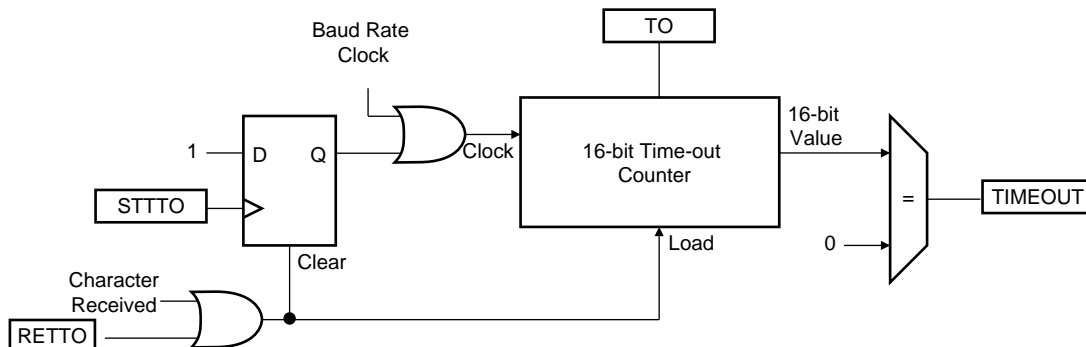 TO
Baud Rate
Clock
16-bit
Value
1
D
Q
Clock
16-bit Time-out
Counter
STTTO
=
TIMEOUT
Clear
Load
0
Character
Received
RETTO